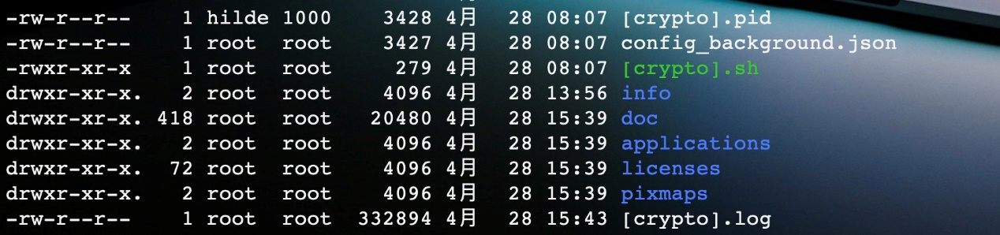 -rw-r--r-- 1 hilde 1000 3428 4月 28 08:07 [crypto].pid
-rw-r--r-- 1 root root 3427 4月 28 08:07 config_background.json
-rwxr-xr-x 1 root root 279 4月 28 08:07 [crypto].sh
drwxr-xr-x. 2 root root 4096 4月 28 13:56 info
drwxr-xr-x. 418 root root 20480 4月 28 15:39 doc
drwxr-xr-x. 2 root root 4096 4月 28 15:39 applications
drwxr-xr-x. 72 root root 4096 4月 28 15:39 licenses
drwxr-xr-x. 2 root root 4096 4月 28 15:39 pixmaps
-rw-r--r-- 1 root root 332894 4月 28 15:43 [crypto].log